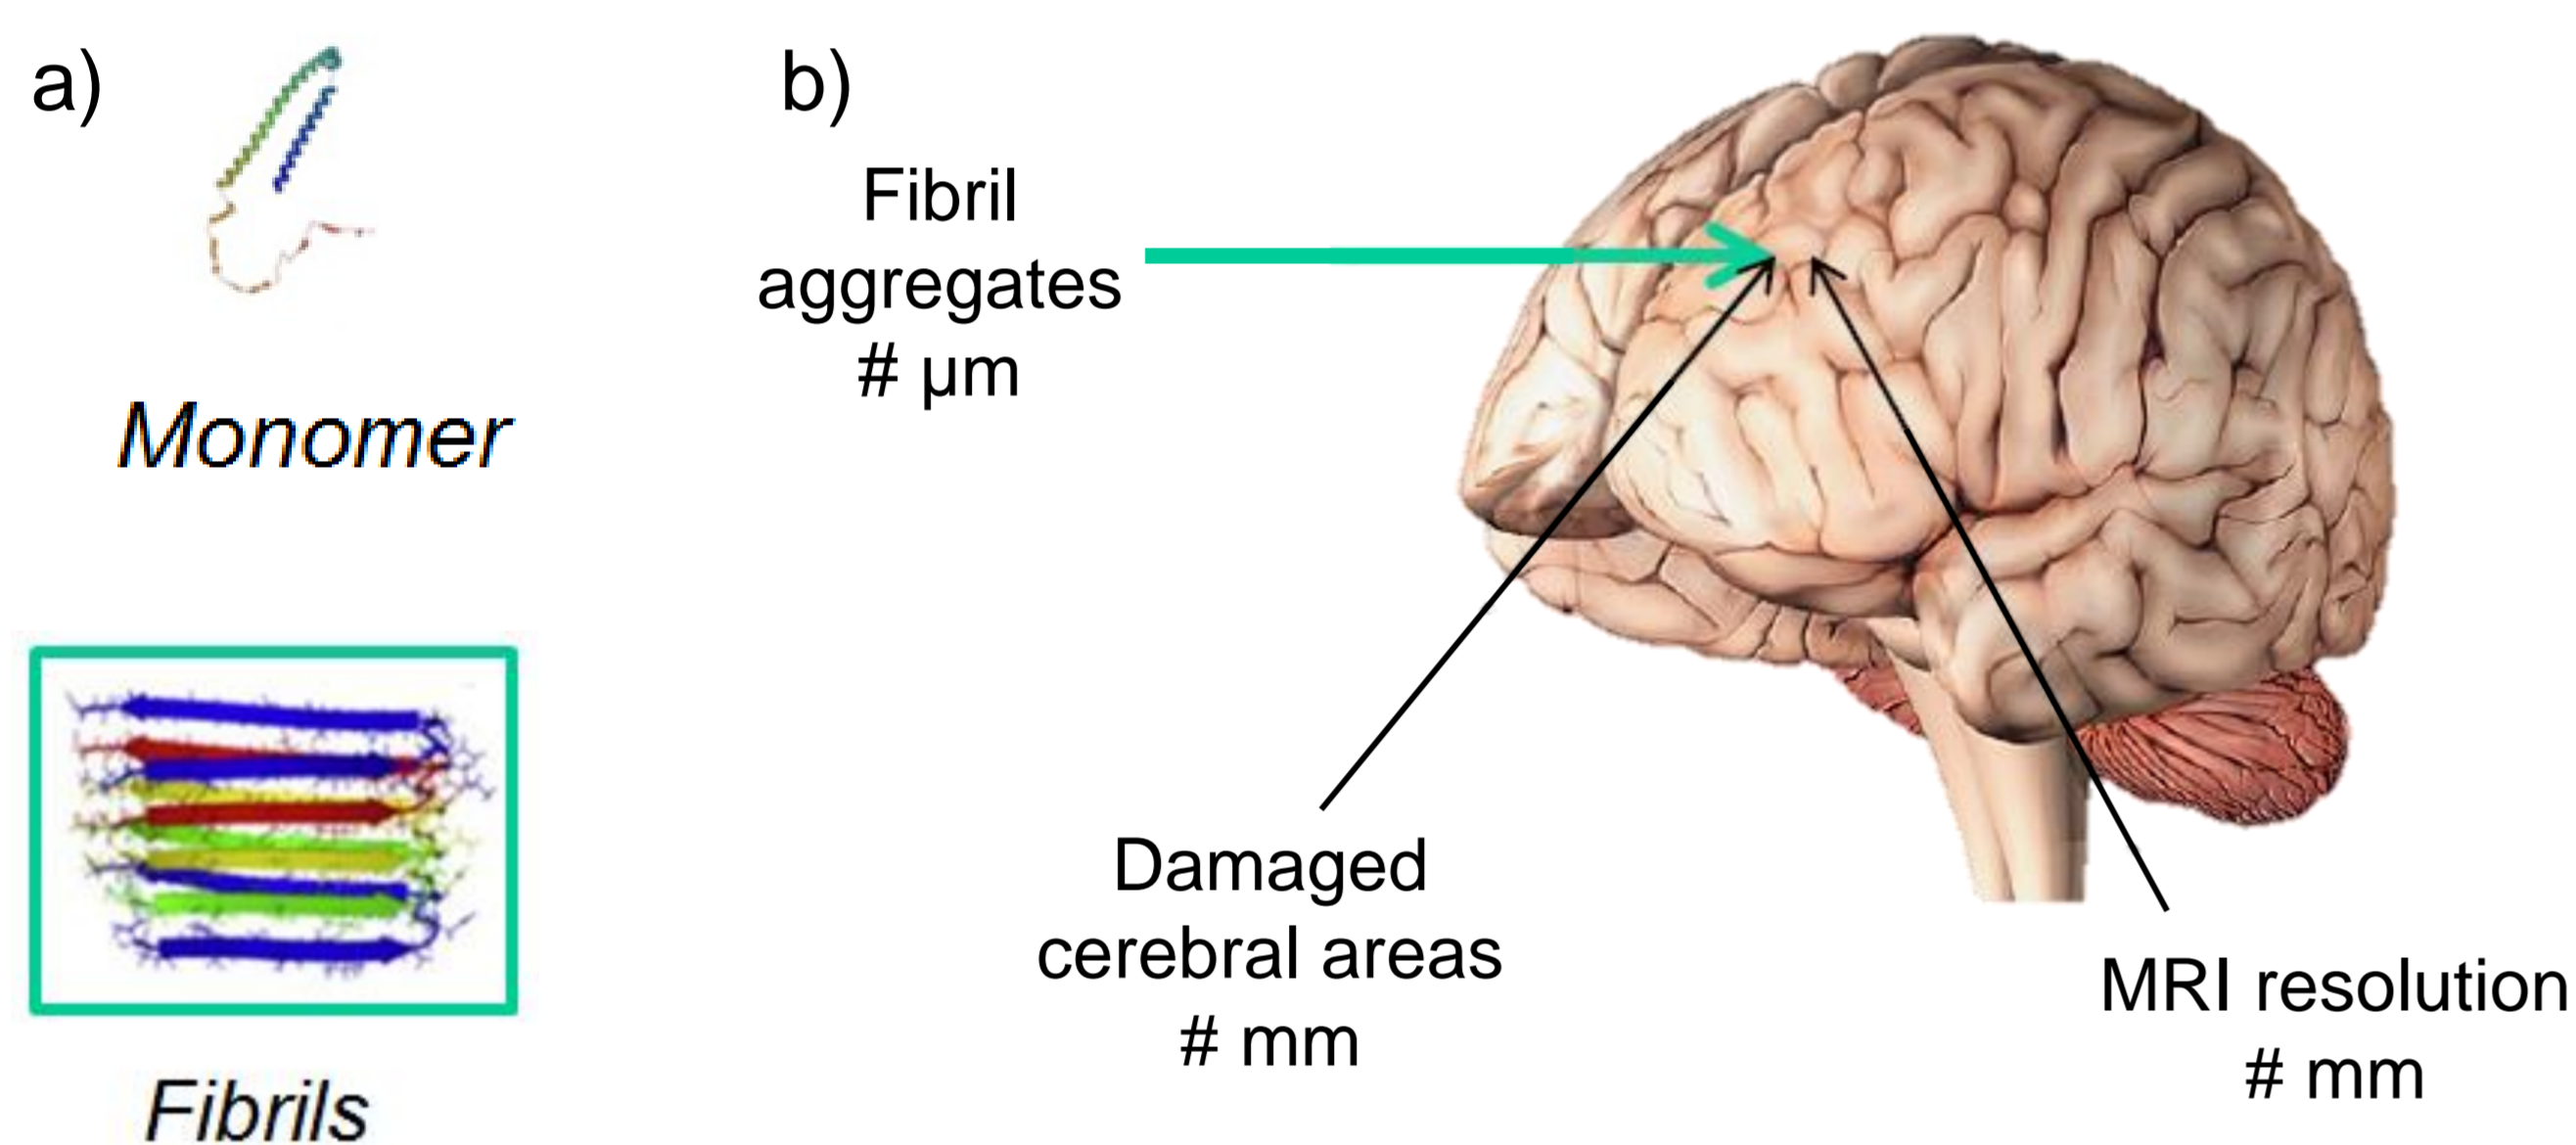 a)
Monomer
Fibrils
b)
Fibril
aggregates
# µm
Damaged
cerebral areas
# mm
MRI resolution
# mm